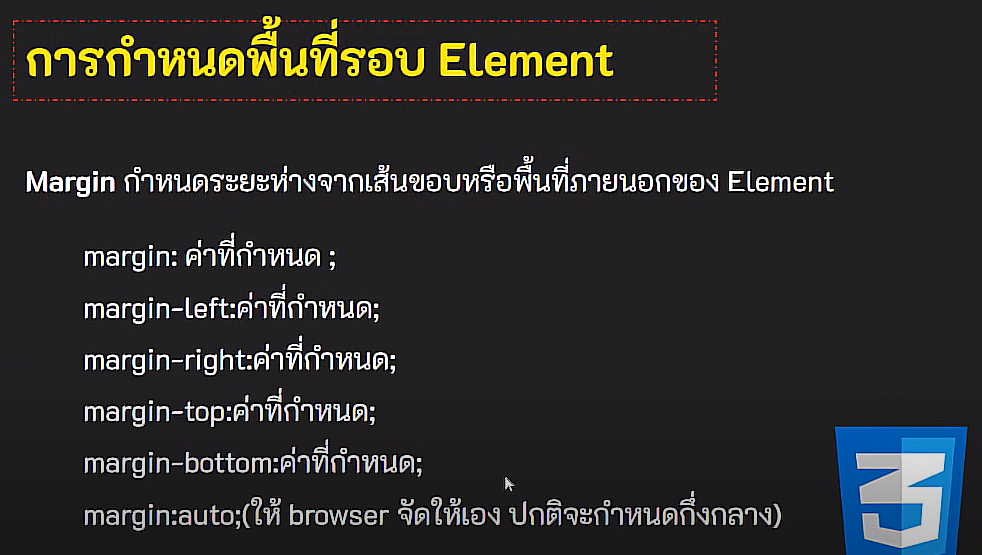 การกำหนดพื้นที่รอบ Element
Margin กำหนดระยะห่างจากเส้นขอบหรือพื้นที่ภายนอกของ Element
margin: ค่าที่กำหนด ;
margin-left:ค่าที่กำหนด;
margin-right:ค่าที่กำหนด;
margin-top:ค่าที่กำหนด;
margin-bottom:ค่าที่กำหนด;
margin:auto;(ให้ browser จัดให้เอง ปกติจะกำหนดกึ่งกลาง)
3